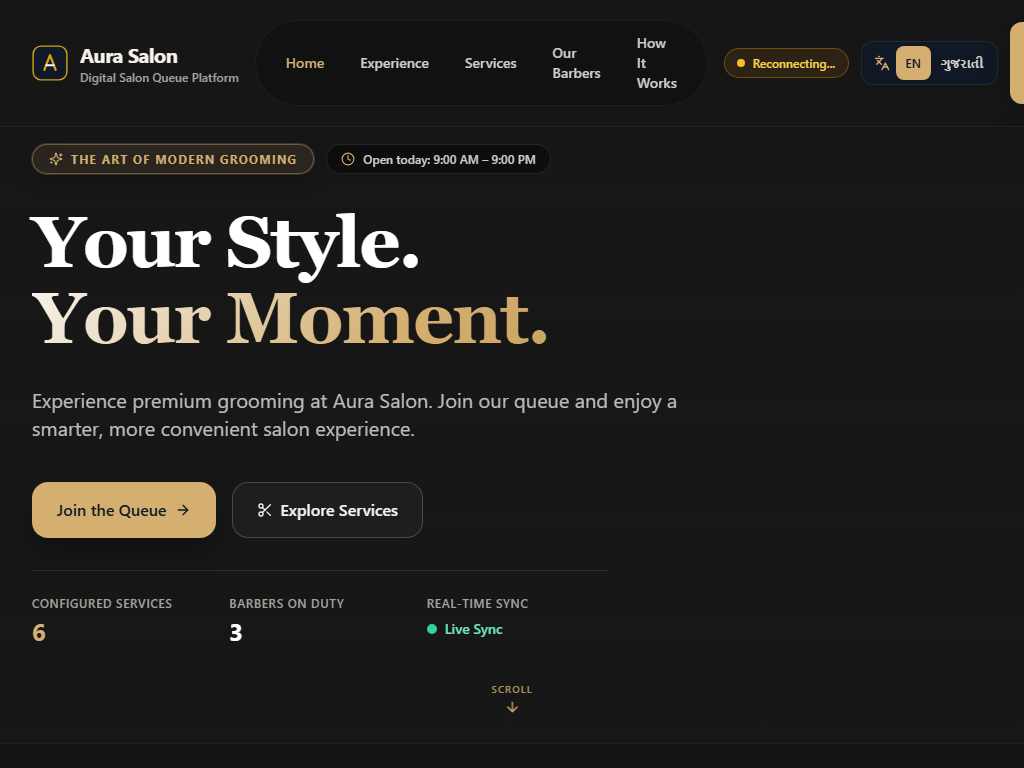 A
Aura Salon
Digital Salon Queue Platform
Home
Experience
Services
Our
Barbers
How
It
Works
Reconnecting...
EN
ગુજરાતી
THE ART OF MODERN GROOMING
Open today: 9:00 AM – 9:00 PM
Your Style.
Your Moment.
Experience premium grooming at Aura Salon. Join our queue and enjoy a
smarter, more convenient salon experience.
Join the Queue
Explore Services
CONFIGURED SERVICES
6
BARBERS ON DUTY
3
REAL-TIME SYNC
Live Sync
SCROLL